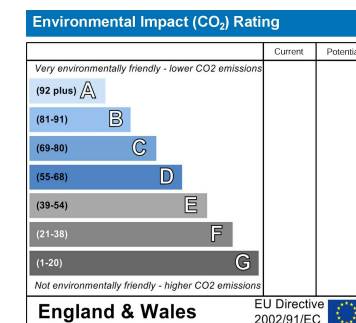 Environmental Impact (CO₂) Rating
Current Potentia
Very environmentally friendly - lower CO2 emissions
(92 plus) A
(81-91) B
(69-80) C
(55-68) D
(39-54) E
(21-38) F
(1-20) G
Not environmentally friendly - higher CO2 emissions
England & Wales
EU Directive
2002/91/EC